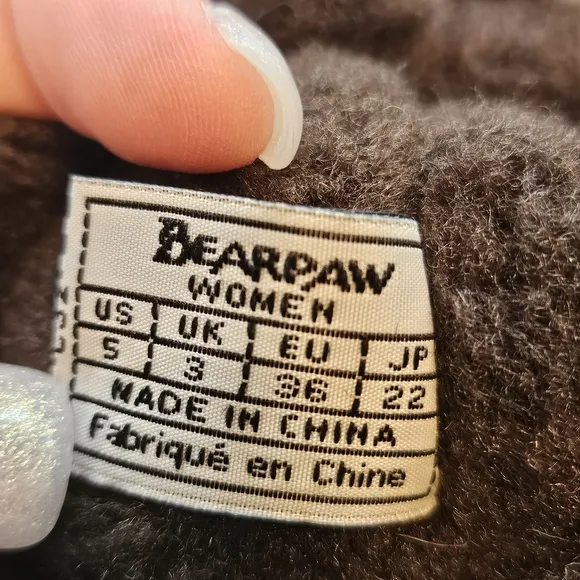 BEARPAW
WOMEN
US UK EU JP
5 3 36 22
MADE IN CHINA
Fabriqué en Chine